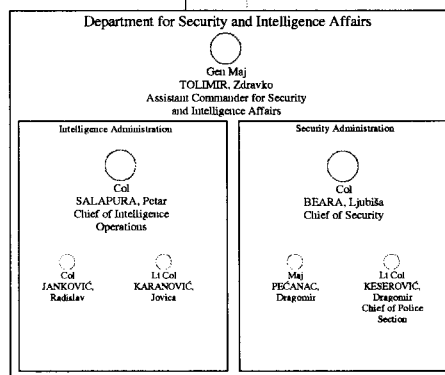 Department for Security and Intelligence Affairs
Gen Maj
TOLIMIR, Zdravko
Assistant Commander for Security
and Intelligence Affairs
Intelligence Administration
Col
SALAPURA, Petar
Chief of Intelligence
Operations
Col
JANKOVIĆ,
Radislav
Lt Col
KARANOVIĆ,
Jovica
Security Administration
Col
BEARA, Ljubiša
Chief of Security
Maj
PEĆANAC,
Dragomir
Lt Col
KESEROVIĆ,
Dragomir
Chief of Police
Section